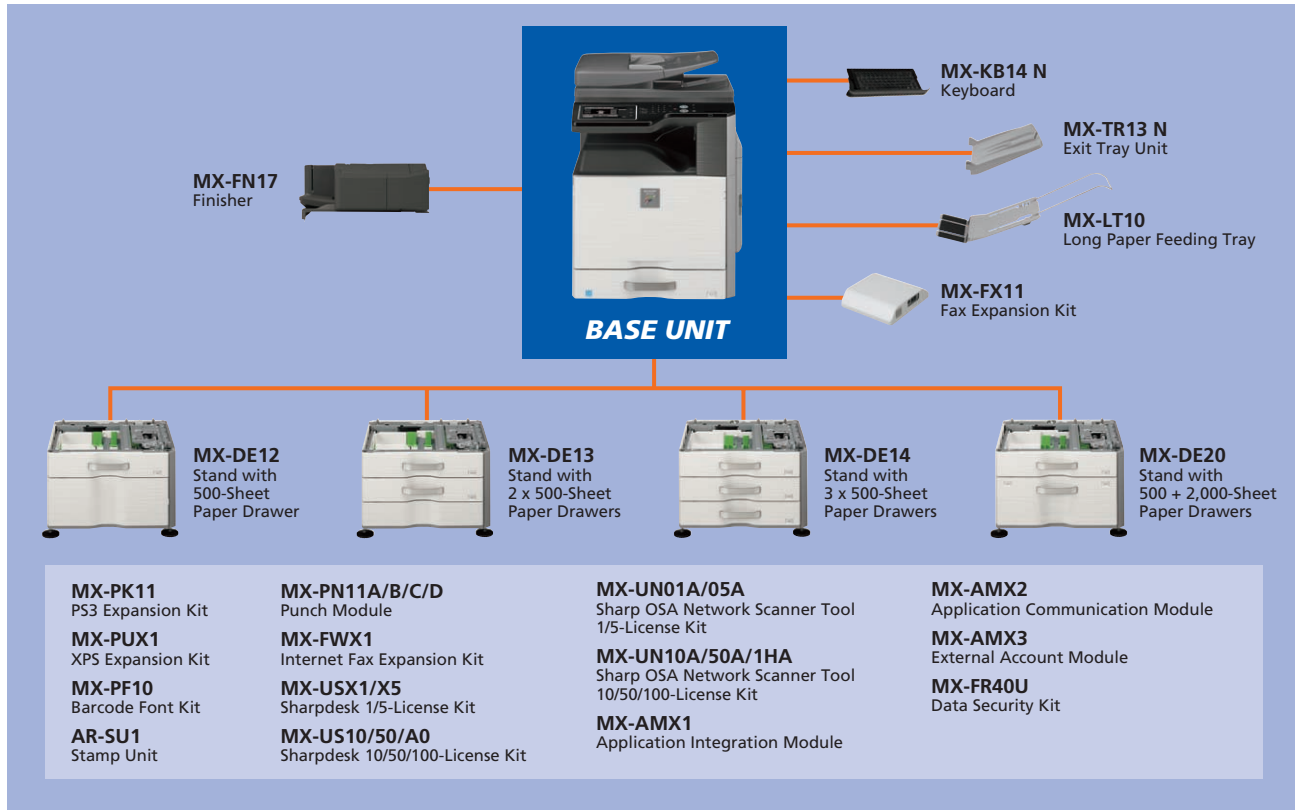 MX-KB14 N
Keyboard
MX-TR13 N
Exit Tray Unit
MX-FN17
Finisher
MX-LT10
Long Paper Feeding Tray
MX-FX11
Fax Expansion Kit
BASE UNIT
MX-DE12
Stand with
500-Sheet
Paper Drawer
MX-DE13
Stand with
2 x 500-Sheet
Paper Drawers
MX-DE14
Stand with
3 x 500-Sheet
Paper Drawers
MX-DE20
Stand with
500 + 2,000-Sheet
Paper Drawers
MX-PK11
PS3 Expansion Kit
MX-PUX1
XPS Expansion Kit
MX-PF10
Barcode Font Kit
AR-SU1
Stamp Unit
MX-PN11A/B/C/D
Punch Module
MX-FWX1
Internet Fax Expansion Kit
MX-USX1/X5
Sharpdesk 1/5-License Kit
MX-US10/50/A0
Sharpdesk 10/50/100-License Kit
MX-UN01A/05A
Sharp OSA Network Scanner Tool
1/5-License Kit
MX-UN10A/50A/1HA
Sharp OSA Network Scanner Tool
10/50/100-License Kit
MX-AMX1
Application Integration Module
MX-AMX2
Application Communication Module
MX-AMX3
External Account Module
MX-FR40U
Data Security Kit